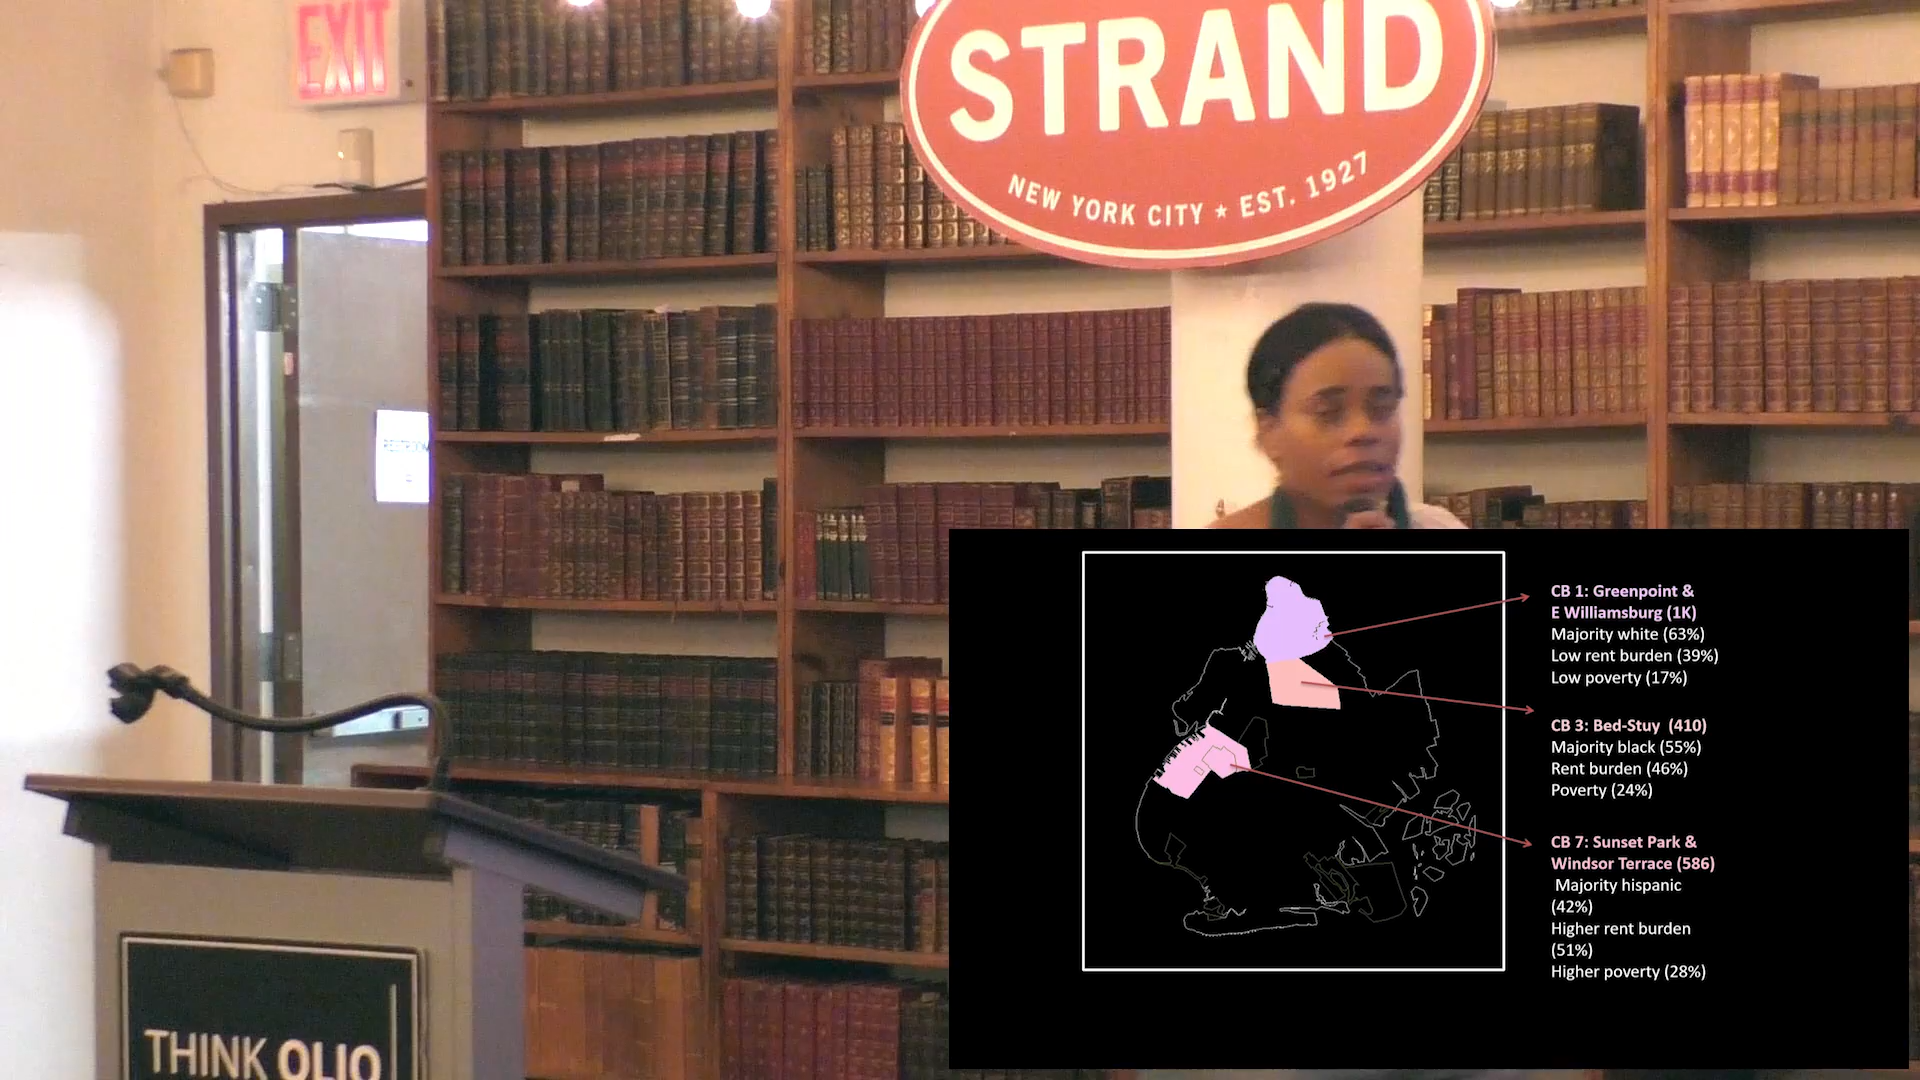 EXIT
STRAND
NEW YORK CITY ★ EST. 1927
RESTROOM
THINK OLIO
CB 1: Greenpoint &
E Williamsburg (1K)
Majority white (63%)
Low rent burden (39%)
Low poverty (17%)
CB 3: Bed-Stuy (410)
Majority black (55%)
Rent burden (46%)
Poverty (24%)
CB 7: Sunset Park &
Windsor Terrace (586)
Majority hispanic
(42%)
Higher rent burden
(51%)
Higher poverty (28%)